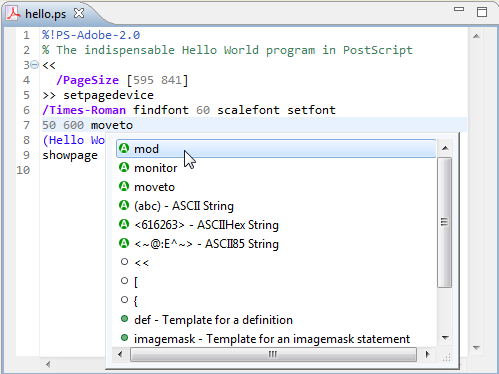 hello.ps
1 %!PS-Adobe-2.0
2 % The indispensable Hello World program in PostScript
3 <<
4 /PageSize [595 841]
5 >> setpagedevice
6 /Times-Roman findfont 60 scalefont setfont
7 50 600 moveto
8 (Hello Wo
9 showpage
10
mod
monitor
moveto
(abc) - ASCII String
<616263> - ASCIIHex String
<~@:E^~> - ASCII85 String
<<
[
{
def - Template for a definition
imagemask - Template for an imagemask statement